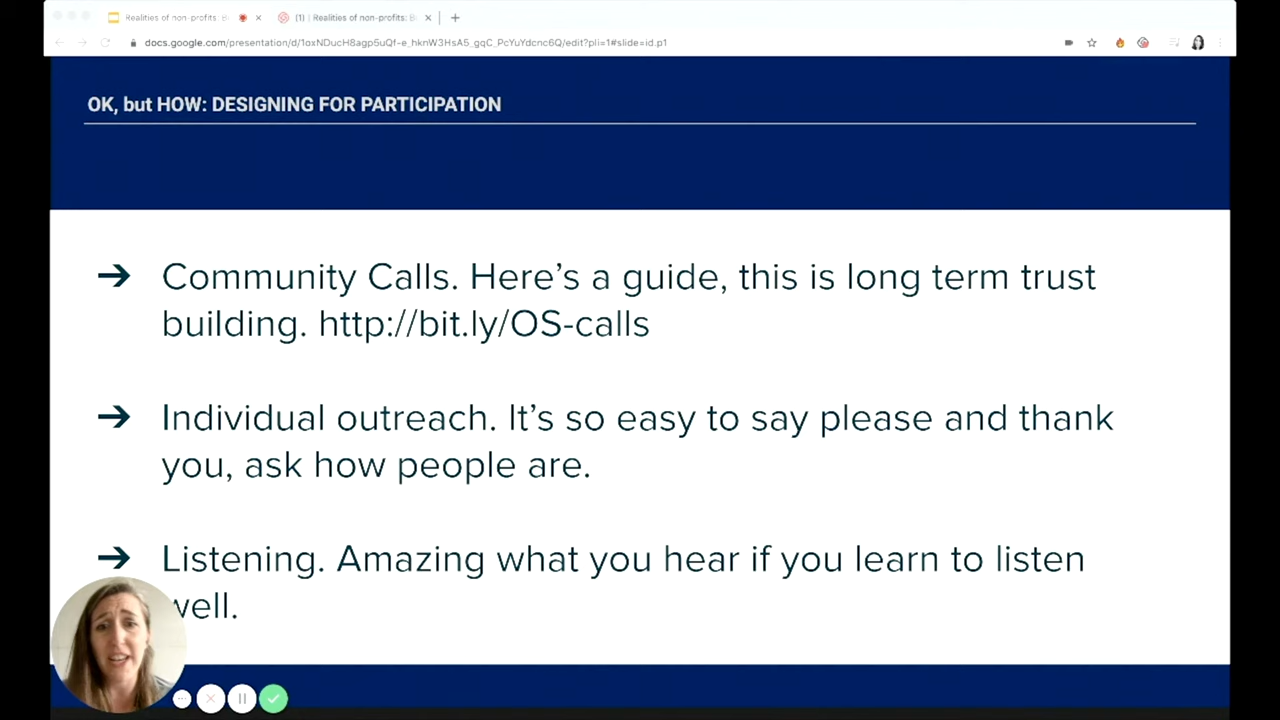 Realities of non-profits: B
(1) | Realities of non-profits: B
docs.google.com/presentation/d/1oxNDucH8agp5uQf-e_hknW3HsA5_gqC_PcYuYdcnc6Q/edit?pli=1#slide=id.p1
OK, but HOW: DESIGNING FOR PARTICIPATION
➔ Community Calls. Here’s a guide, this is long term trust
building. http://bit.ly/OS-calls
➔ Individual outreach. It’s so easy to say please and thank
you, ask how people are.
➔ Listening. Amazing what you hear if you learn to listen
well.